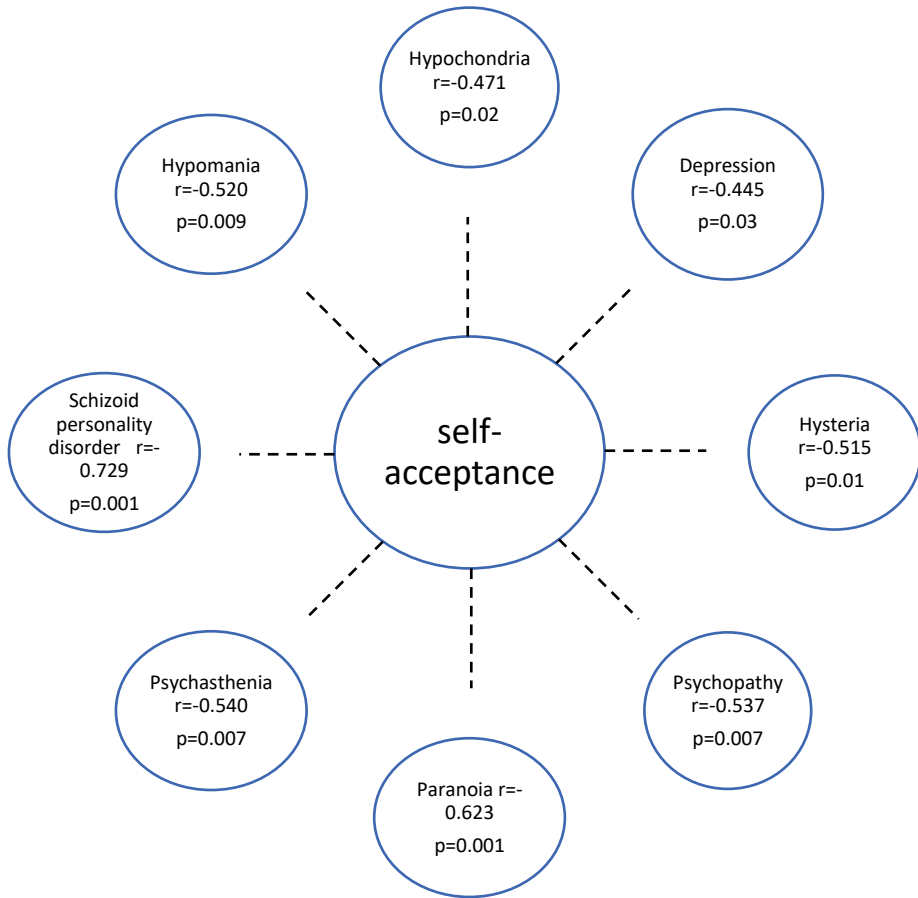 Hypochondria
r=-0.471
p=0.02
Depression
r=-0.445
p=0.03
Hysteria
r=-0.515
p=0.01
Psychopathy
r=-0.537
p=0.007
Paranoia r=-
0.623
p=0.001
Psychasthenia
r=-0.540
p=0.007
Schizoid
personality
disorder r=-
0.729
p=0.001
Hypomania
r=-0.520
p=0.009
self-
acceptance